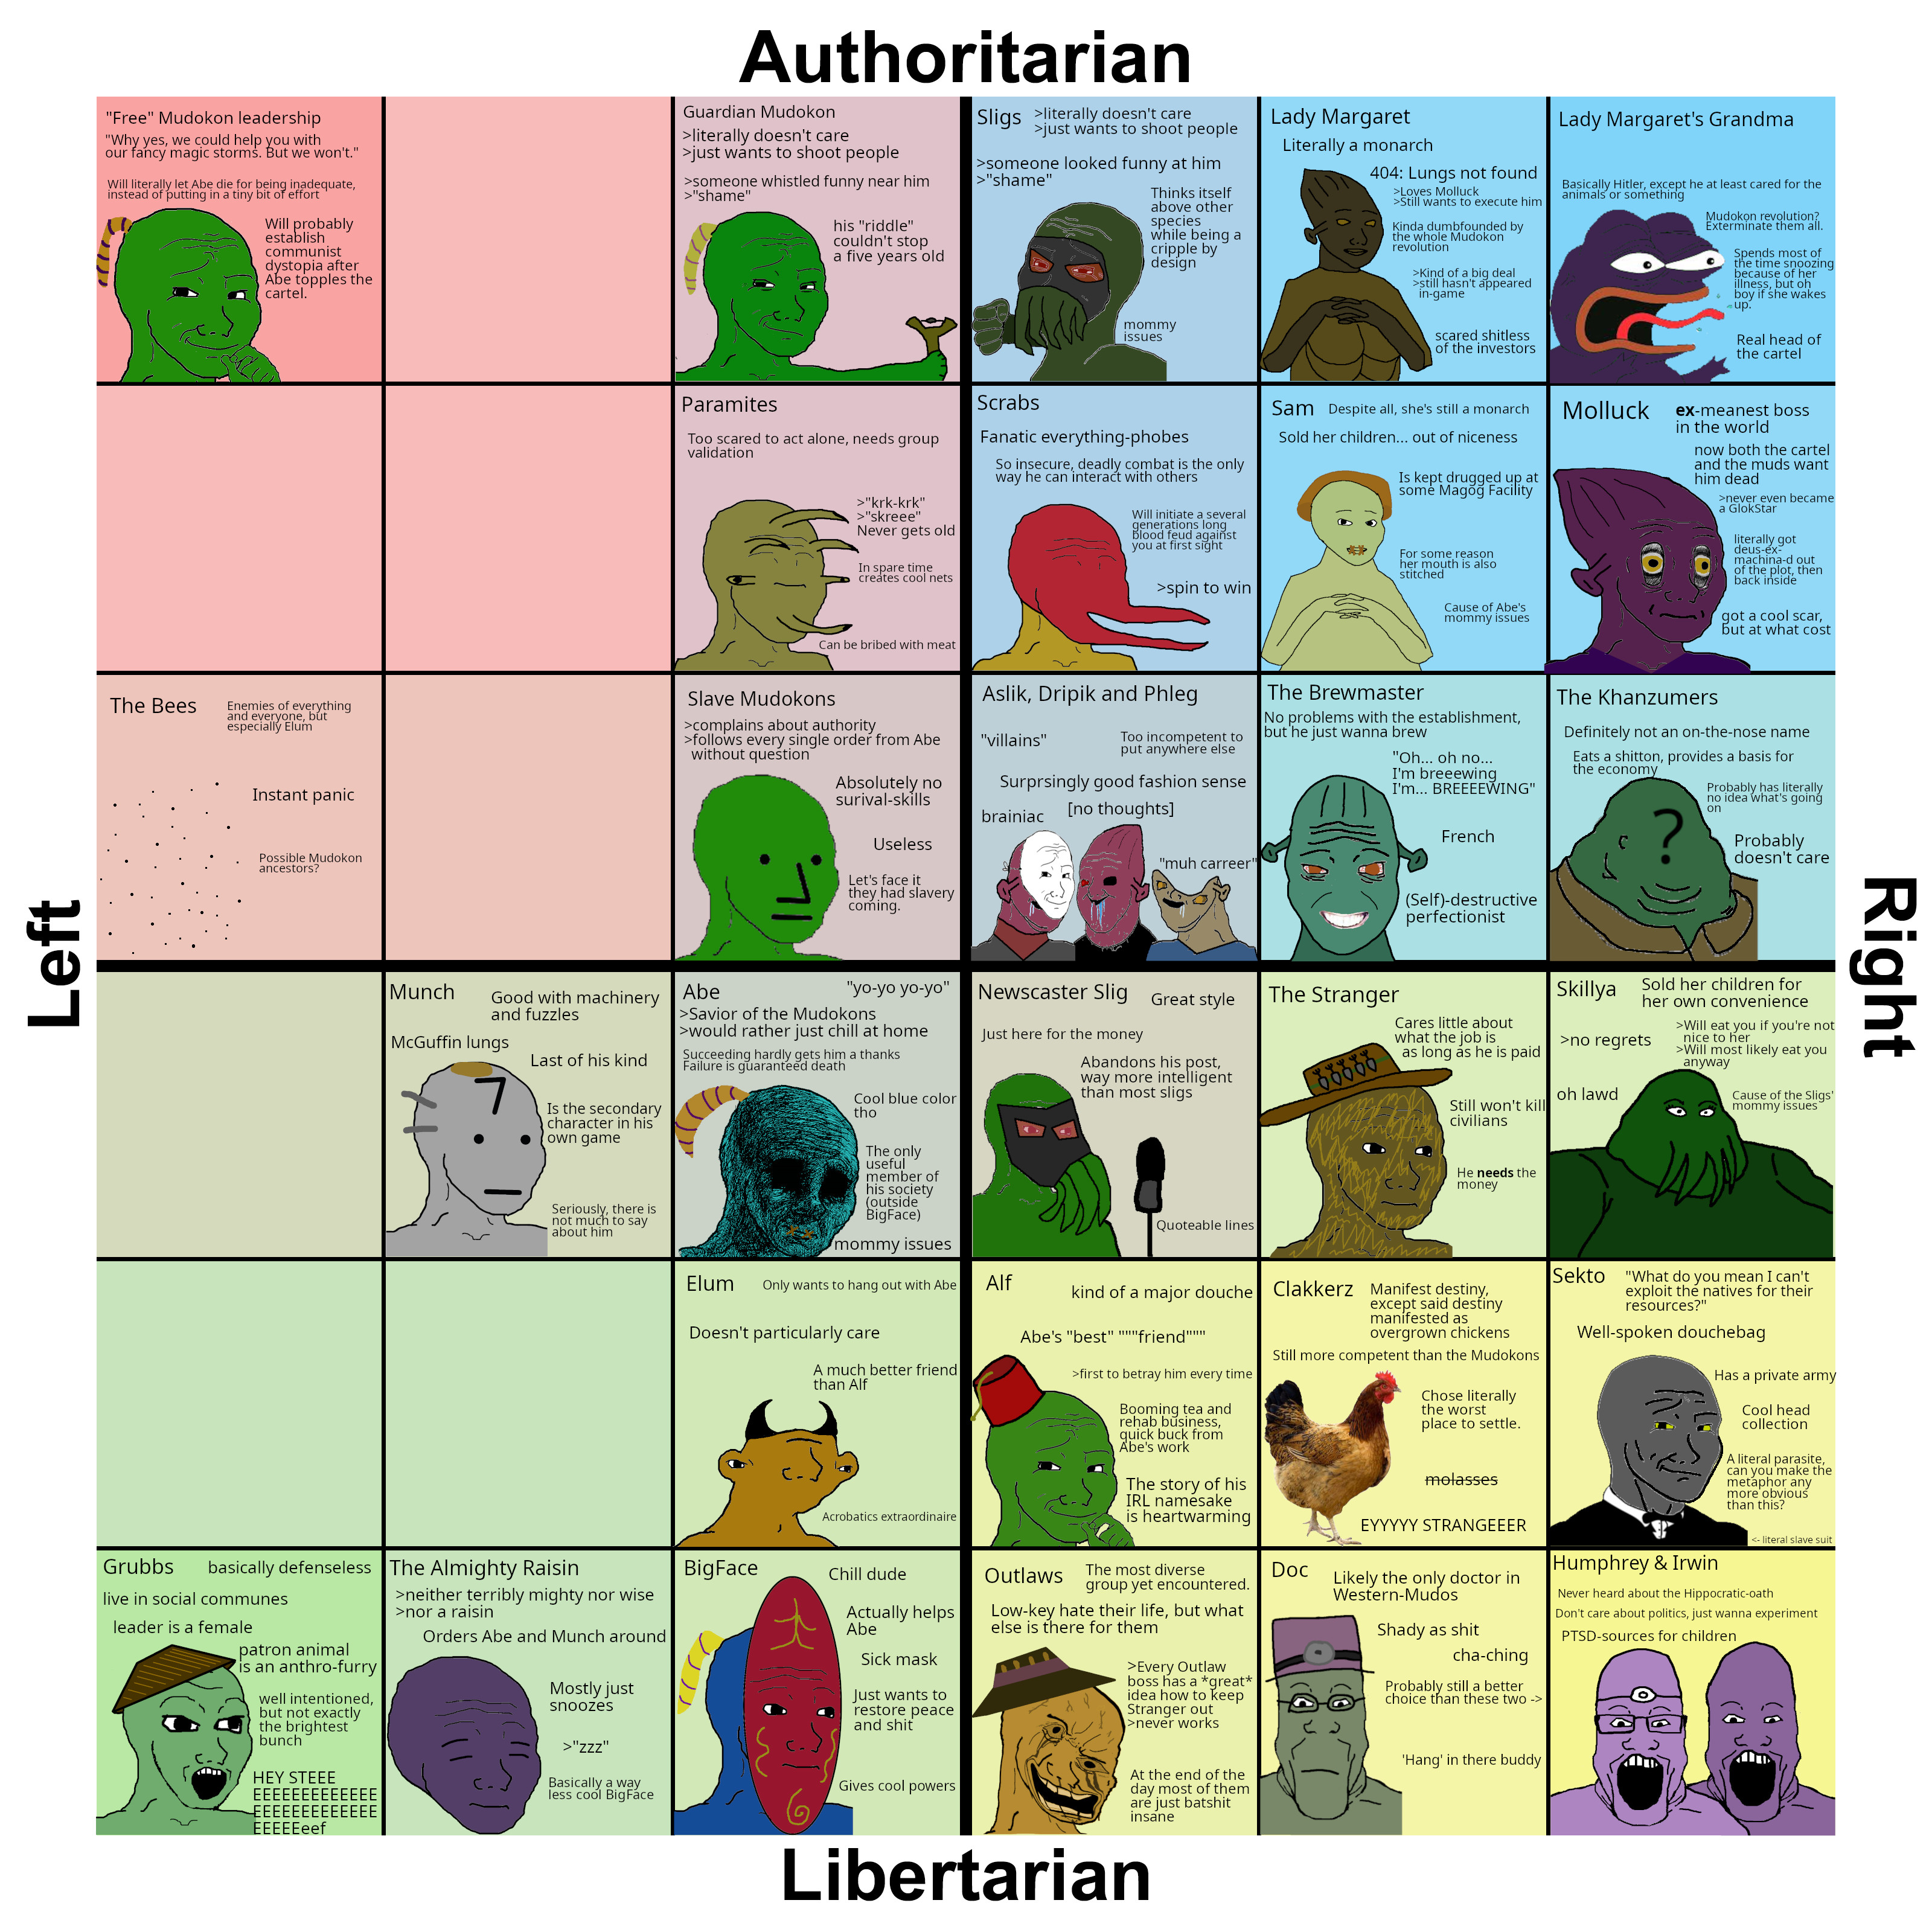 Authoritarian
"Free" Mudokon leadership
"Why yes, we could help you with
our fancy magic storms. But we won't."
Will literally let Abe die for being inadequate,
instead of putting in a tiny bit of effort
Will probably
establish
communist
dystopia after
Abe topples the
cartel.
Guardian Mudokon
>literally doesn't care
>just wants to shoot people
>someone whistled funny near him
>"shame"
his "riddle"
couldn't stop
a five years old
Sligs
>literally doesn't care
>just wants to shoot people
>someone looked funny at him
>"shame"
Thinks itself
above other
species
while being a
cripple by
design
mommy
issues
Lady Margaret
Literally a monarch
404: Lungs not found
>Loves Molluck
>Still wants to execute him
Kinda dumbfounded by
the whole Mudokon
revolution
>Kind of a big deal
>still hasn't appeared
in-game
scared shitless
of the investors
Lady Margaret's Grandma
Basically Hitler, except he at least cared for the
animals or something
Mudokon revolution?
Exterminate them all.
Spends most of
the time snoozing
because of her
illness, but oh
boy if she wakes
up.
Real head of
the cartel
Paramites
Too scared to act alone, needs group
validation
>"krk-krk"
>"skreee"
Never gets old
In spare time
creates cool nets
Can be bribed with meat
Scrabs
Fanatic everything-phobes
So insecure, deadly combat is the only
way he can interact with others
Will initiate a several
generations long
blood feud against
you at first sight
>spin to win
Sam
Despite all, she's still a monarch
Sold her children... out of niceness
Is kept drugged up at
some Magog Facility
For some reason
her mouth is also
stitched
Cause of Abe's
mommy issues
Molluck
ex-meanest boss
in the world
now both the cartel
and the muds want
him dead
>never even became
a GlokStar
literally got
deus-ex-
machina-d out
of the plot, then
back inside
got a cool scar,
but at what cost
The Bees
Enemies of everything
and everyone, but
especially Elum
Instant panic
Possible Mudokon
ancestors?
Slave Mudokons
>complains about authority
>follows every single order from Abe
without question
Absolutely no
surival-skills
Useless
Let's face it
they had slavery
coming.
Aslik, Dripik and Phleg
"villains"
Too incompetent to
put anywhere else
Surprsingly good fashion sense
brainiac
[no thoughts]
"muh carreer"
The Brewmaster
No problems with the establishment,
but he just wanna brew
"Oh... oh no...
I'm breeewing
I'm... BREEEEWING"
French
(Self)-destructive
perfectionist
The Khanzumers
Definitely not an on-the-nose name
Eats a shitton, provides a basis for
the economy
Probably has literally
no idea what's going
on
?
Probably
doesn't care
Left
Right
Munch
Good with machinery
and fuzzles
McGuffin lungs
Last of his kind
Is the secondary
character in his
own game
Seriously, there is
not much to say
about him
Abe
"yo-yo yo-yo"
>Savior of the Mudokons
>would rather just chill at home
Succeeding hardly gets him a thanks
Failure is guaranteed death
Cool blue color
tho
The only
useful
member of
his society
(outside
BigFace)
mommy issues
Newscaster Slig
Great style
Just here for the money
Abandons his post,
way more intelligent
than most sligs
Quoteable lines
The Stranger
Cares little about
what the job is
as long as he is paid
Still won't kill
civilians
He needs the
money
Skillya
Sold her children for
her own convenience
>no regrets
>Will eat you if you're not
nice to her
>Will most likely eat you
anyway
oh lawd
Cause of the Sligs'
mommy issues
Elum
Only wants to hang out with Abe
Doesn't particularly care
A much better friend
than Alf
Acrobatics extraordinaire
Alf
kind of a major douche
Abe's "best" """friend"""
>first to betray him every time
Booming tea and
rehab business,
quick buck from
Abe's work
The story of his
IRL namesake
is heartwarming
Clakkerz
Manifest destiny,
except said destiny
manifested as
overgrown chickens
Still more competent than the Mudokons
Chose literally
the worst
place to settle.
molasses
EYYYYY STRANGEEER
Sekto
"What do you mean I can't
exploit the natives for their
resources?"
Well-spoken douchebag
Has a private army
Cool head
collection
A literal parasite,
can you make the
metaphor any
more obvious
than this?
<- literal slave suit
Grubbs
basically defenseless
live in social communes
leader is a female
patron animal
is an anthro-furry
well intentioned,
but not exactly
the brightest
bunch
HEY STEEE
EEEEEEEEEEEEE
EEEEEEEEEEEEE
EEEEEeef
The Almighty Raisin
>neither terribly mighty nor wise
>nor a raisin
Orders Abe and Munch around
Mostly just
snoozes
>"zzz"
Basically a way
less cool BigFace
BigFace
Chill dude
Actually helps
Abe
Sick mask
Just wants to
restore peace
and shit
Gives cool powers
Outlaws
The most diverse
group yet encountered.
Low-key hate their life, but what
else is there for them
>Every Outlaw
boss has a *great*
idea how to keep
Stranger out
>never works
At the end of the
day most of them
are just batshit
insane
Doc
Likely the only doctor in
Western-Mudos
Shady as shit
cha-ching
Probably still a better
choice than these two ->
'Hang' in there buddy
Humphrey & Irwin
Never heard about the Hippocratic-oath
Don't care about politics, just wanna experiment
PTSD-sources for children
Libertarian